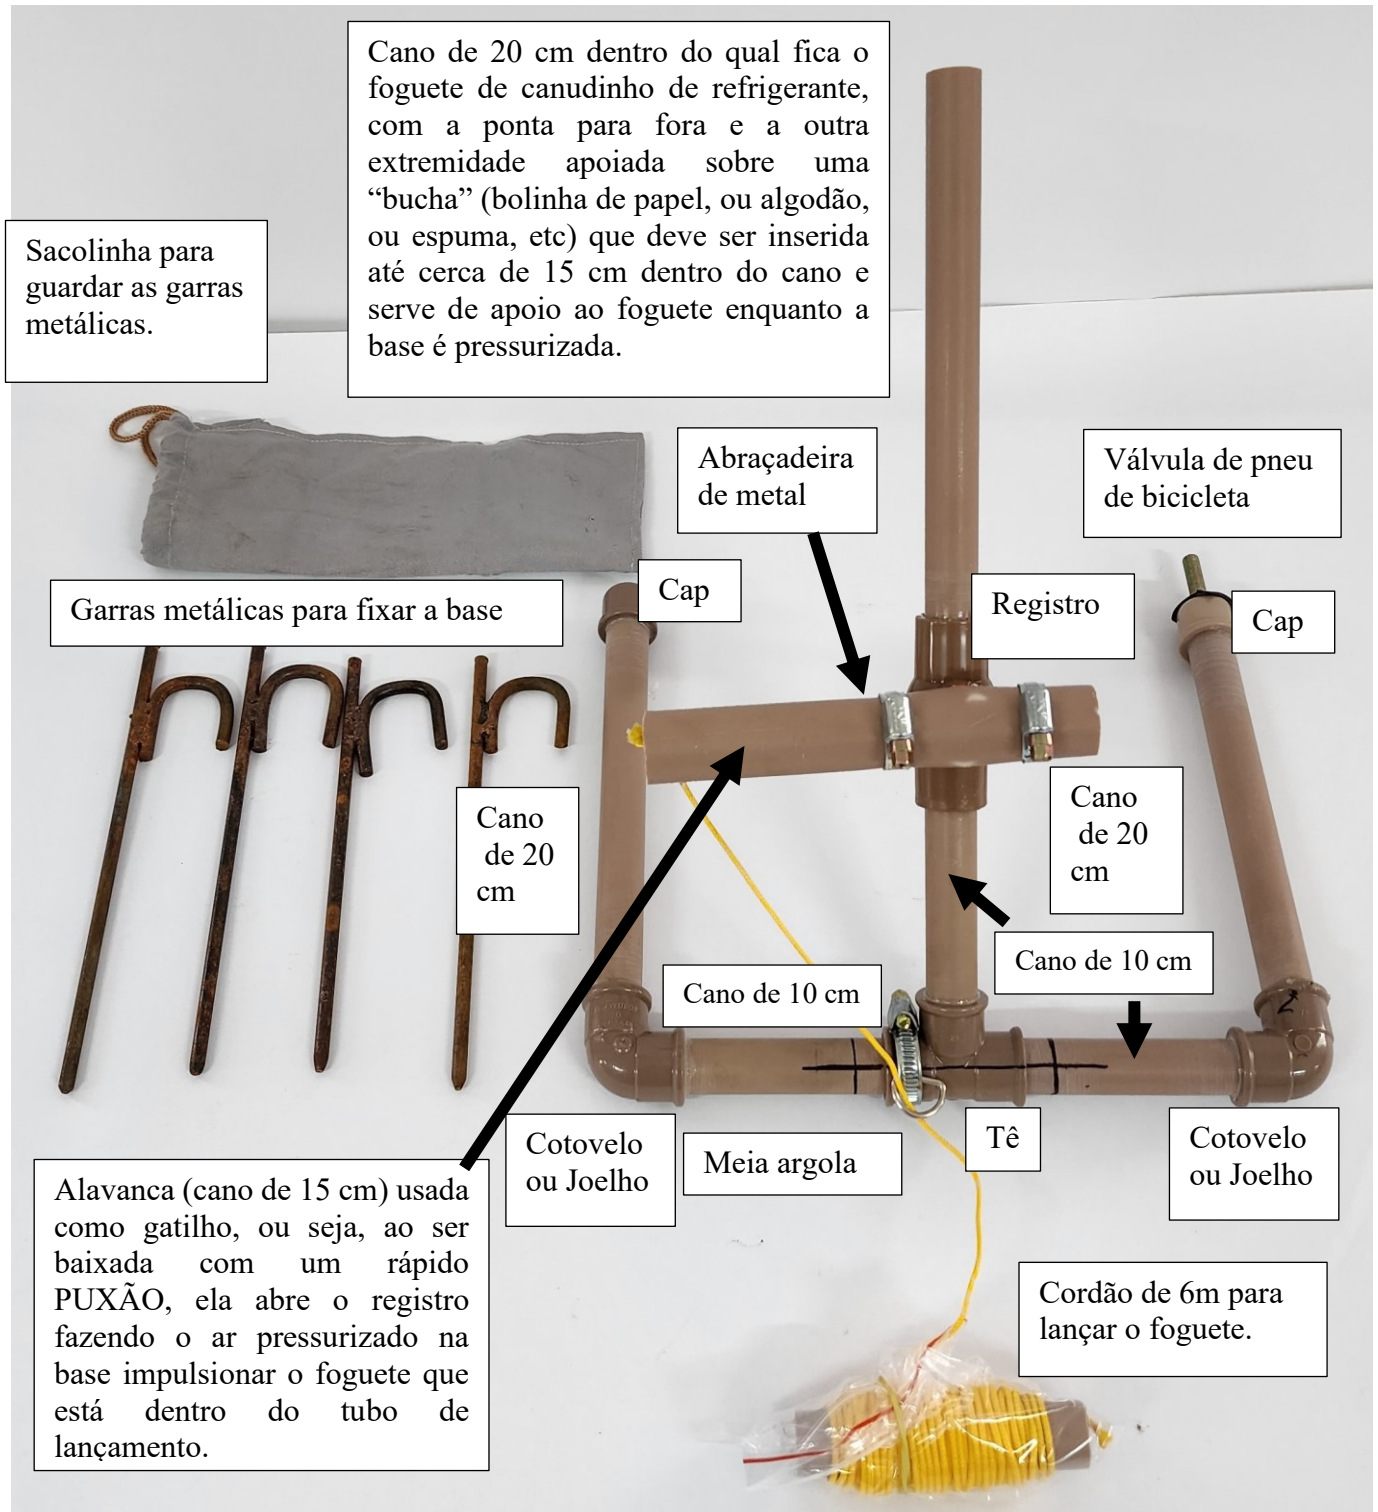 Cano de 20 cm dentro do qual fica o
foguete de canudinho de refrigerante,
com a ponta para fora e a outra
extremidade apoiada sobre uma
“bucha” (bolinha de papel, ou algodão,
ou espuma, etc) que deve ser inserida
até cerca de 15 cm dentro do cano e
serve de apoio ao foguete enquanto a
base é pressurizada.
Sacolinha para
guardar as garras
metálicas.
Abraçadeira
de metal
Válvula de pneu
de bicicleta
Cap
Registro
Cap
Garras metálicas para fixar a base
Cano
de 20
cm
Cano
de 20
cm
Cano de 10 cm
Cano de 10 cm
Cotovelo
ou Joelho
Meia argola
Tê
Cotovelo
ou Joelho
Alavanca (cano de 15 cm) usada
como gatilho, ou seja, ao ser
baixada com um rápido
PUXÃO, ela abre o registro
fazendo o ar pressurizado na
base impulsionar o foguete que
está dentro do tubo de
lançamento.
Cordão de 6m para
lançar o foguete.